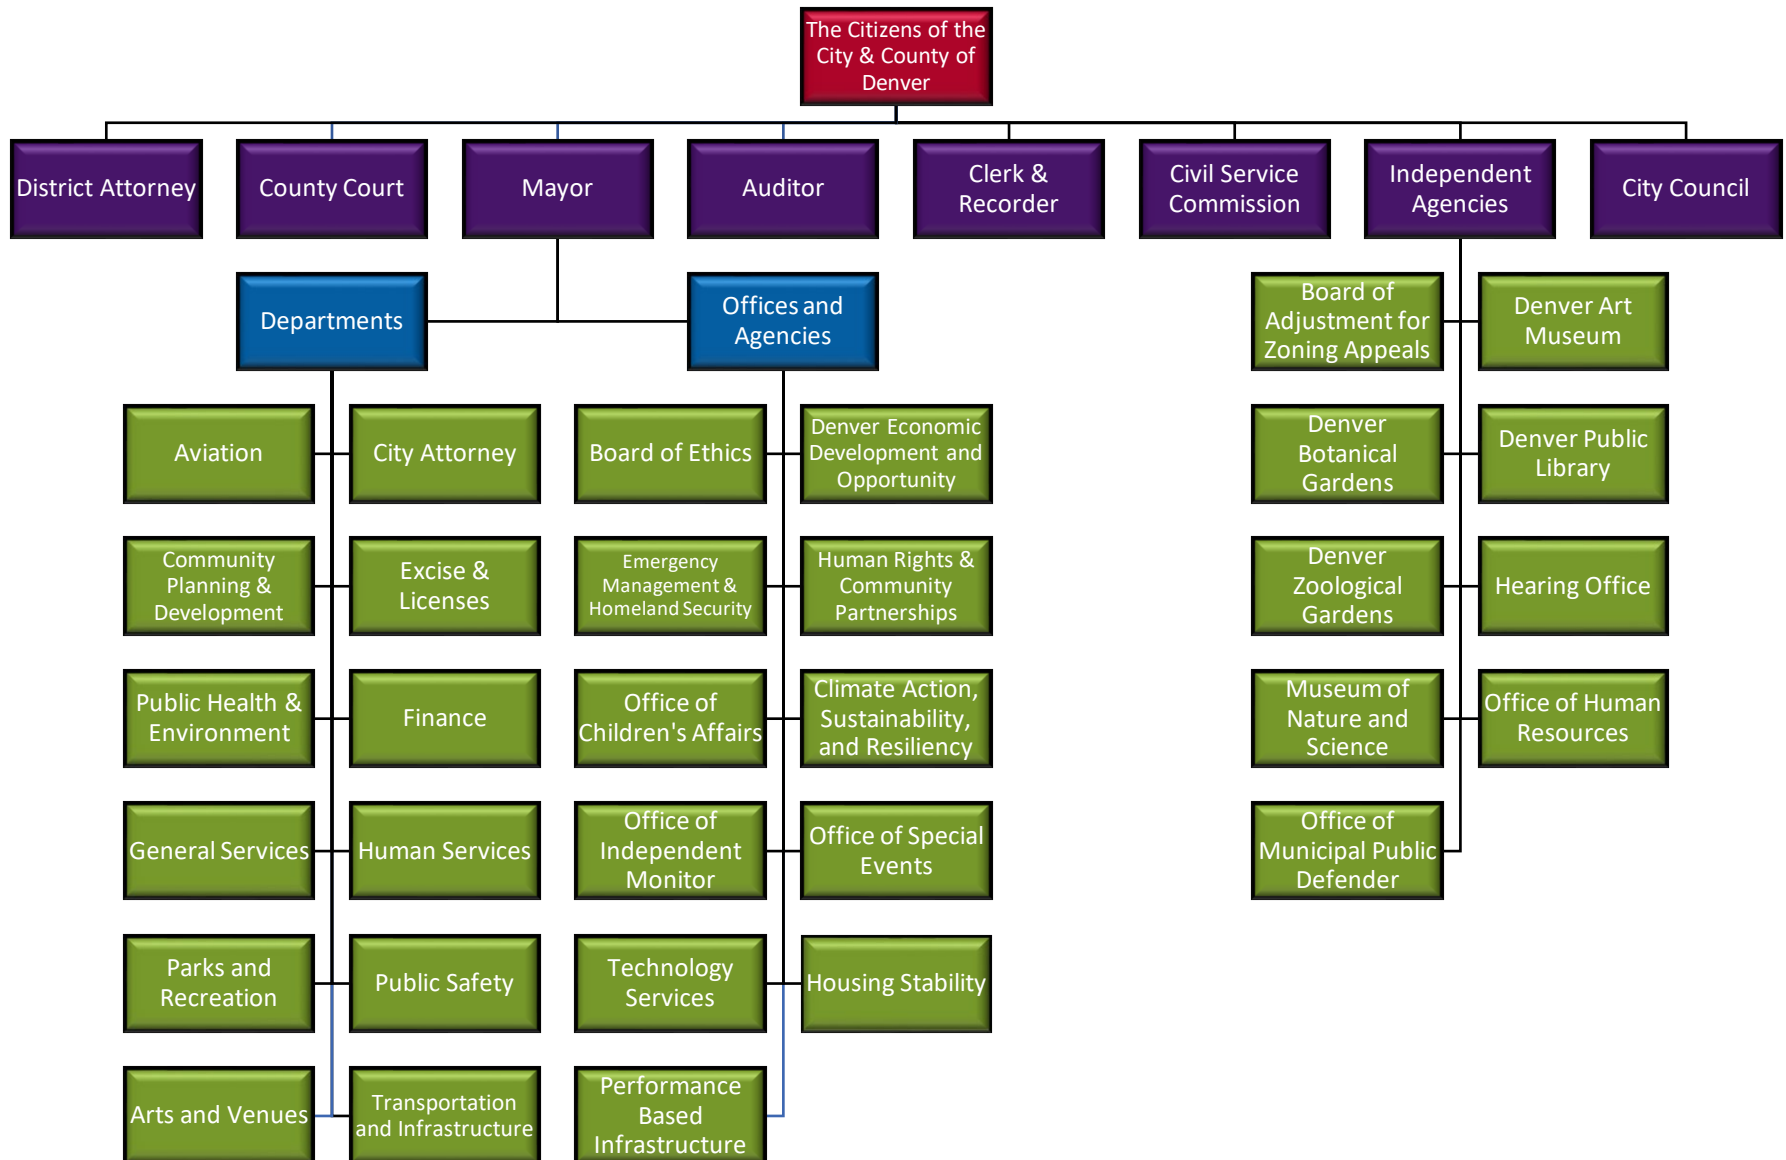 The Citizens of the
City & County of
Denver
District Attorney
County Court
Mayor
Auditor
Clerk &
Recorder
Civil Service
Commission
Independent
Agencies
City Council
Departments
Offices and
Agencies
Board of
Adjustment for
Zoning Appeals
Denver Art
Museum
Aviation
City Attorney
Board of Ethics
Denver Economic
Development and
Opportunity
Denver
Botanical
Gardens
Denver Public
Library
Community
Planning &
Development
Excise &
Licenses
Emergency
Management &
Homeland Security
Human Rights &
Community
Partnerships
Denver
Zoological
Gardens
Hearing Office
Public Health &
Environment
Finance
Office of
Children's Affairs
Climate Action,
Sustainability,
and Resiliency
Museum of
Nature and
Science
Office of Human
Resources
General Services
Human Services
Office of
Independent
Monitor
Office of Special
Events
Office of
Municipal Public
Defender
Parks and
Recreation
Public Safety
Technology
Services
Housing Stability
Arts and Venues
Transportation
and Infrastructure
Performance
Based
Infrastructure